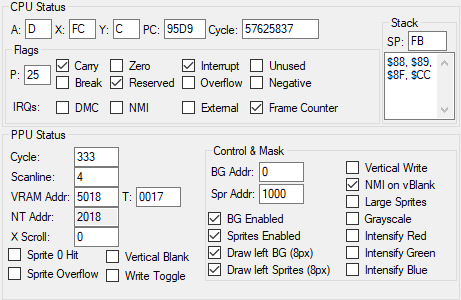 CPU Status
A: D X: FC Y: C PC: 95D9 Cycle: 57625837
Stack
SP: FB
$88, $89,
$8F, $CC
Flags
P: 25
Carry Zero Interrupt Unused
Break Reserved Overflow Negative
IRQs: DMC NMI External Frame Counter
PPU Status
Cycle: 333
Scanline: 4
VRAM Addr: 5018 T: 0017
NT Addr: 2018
X Scroll: 0
Sprite 0 Hit Vertical Blank
Sprite Overflow Write Toggle
Control & Mask
BG Addr: 0
Spr Addr: 1000
BG Enabled
Sprites Enabled
Draw left BG (8px)
Draw left Sprites (8px)
Vertical Write
NMI on vBlank
Large Sprites
Grayscale
Intensify Red
Intensify Green
Intensify Blue